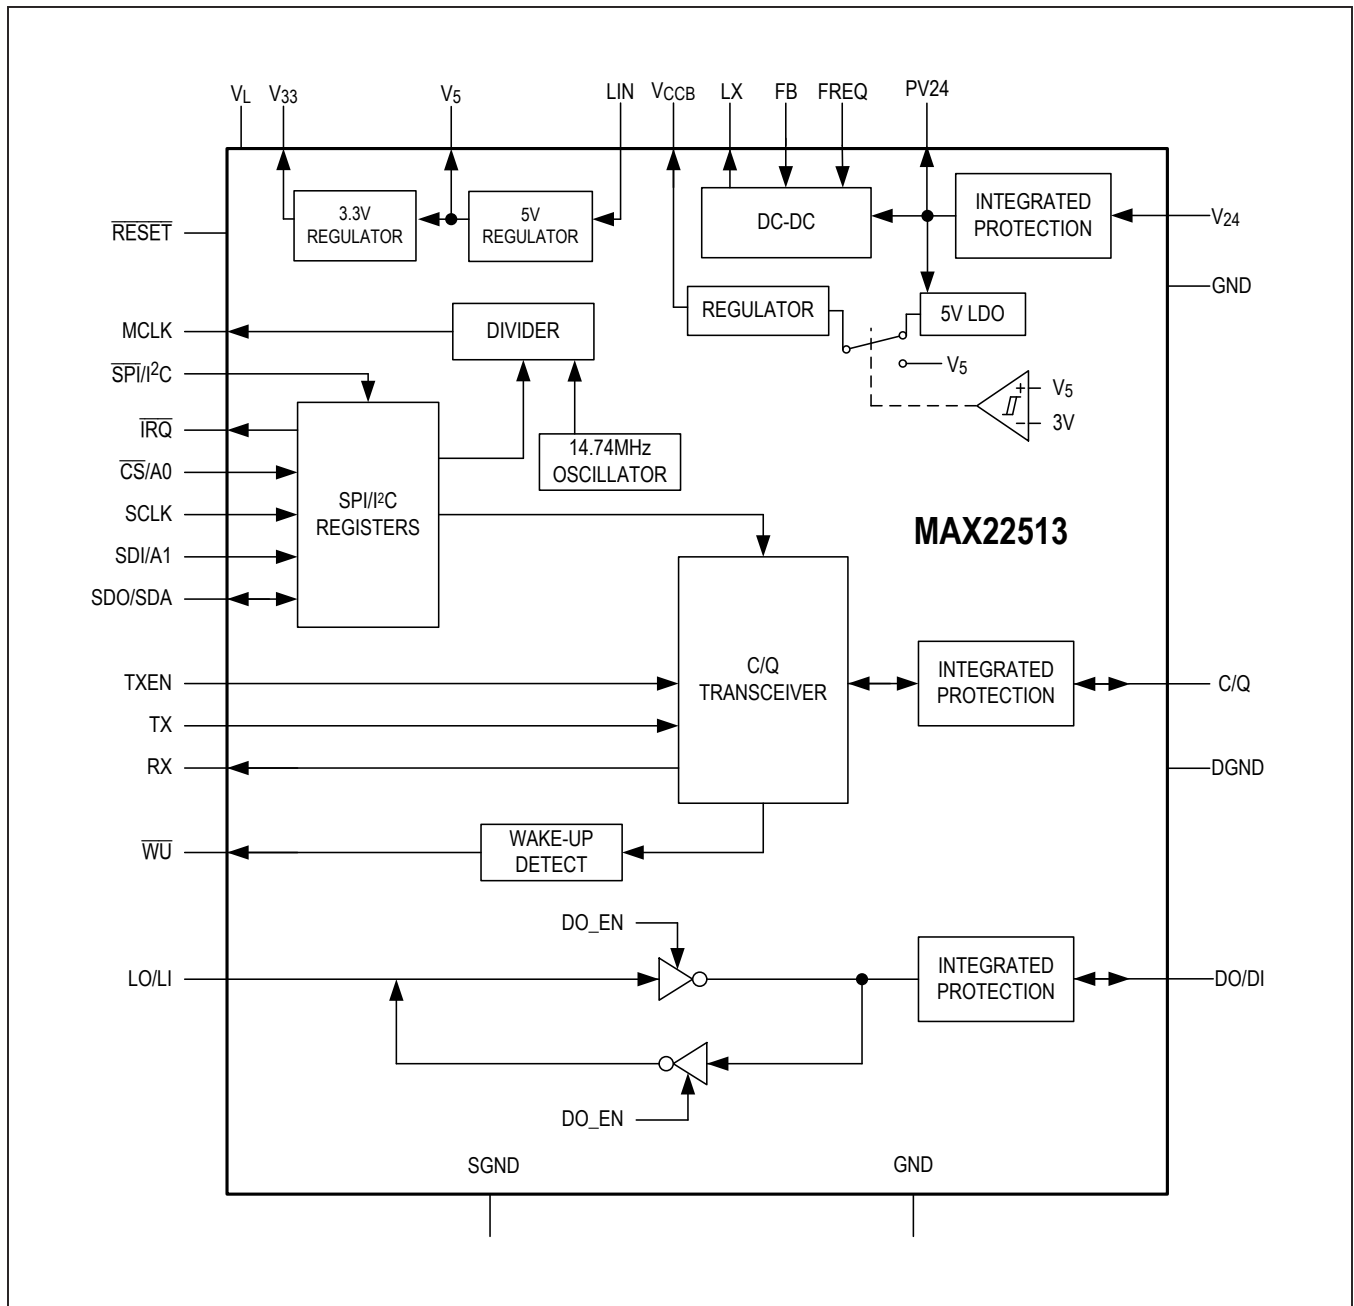 VL V33 V5 LIN VCCB LX FB FREQ PV24
3.3V
REGULATOR
5V
REGULATOR
DC-DC
INTEGRATED
PROTECTION
V24
RESET
GND
REGULATOR
5V LDO
MCLK
DIVIDER
V5
SPI/I²C
V5
3V
IRQ
14.74MHz
OSCILLATOR
CS/A0
SPI/I²C
REGISTERS
SCLK
MAX22513
SDI/A1
SDO/SDA
C/Q
TRANSCEIVER
INTEGRATED
PROTECTION
TXEN
C/Q
TX
RX
DGND
WAKE-UP
DETECT
WU
DO_EN
INTEGRATED
PROTECTION
LO/LI
DO/DI
DO_EN
SGND
GND